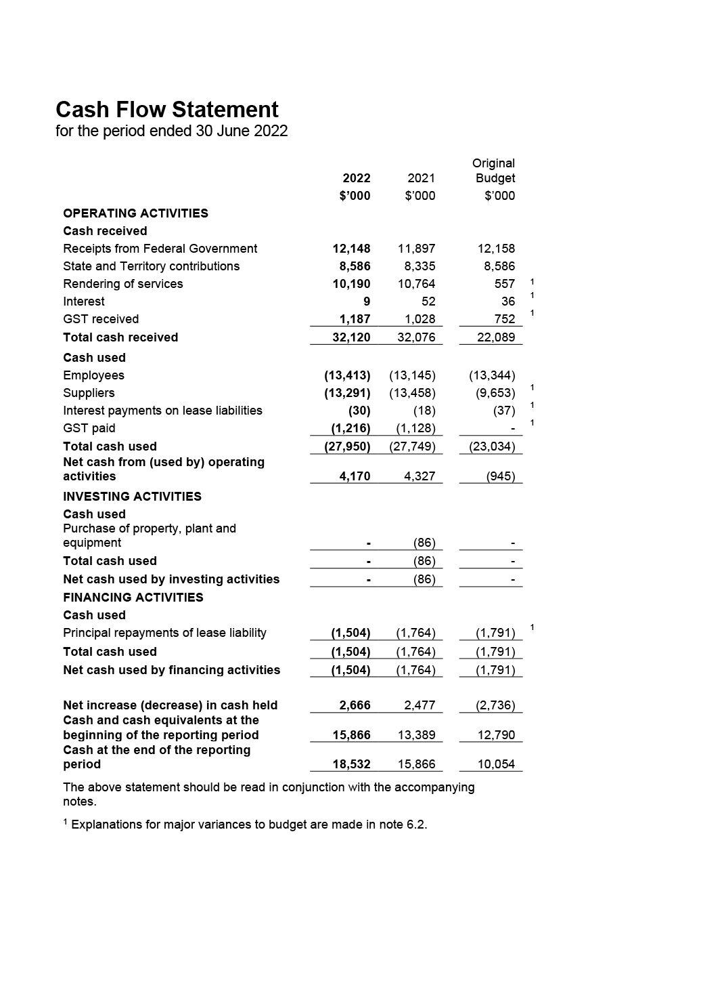 Cash Flow Statement
for the period ended 30 June 2022
Original
2022 2021 Budget
$’000 $’000 $’000
OPERATING ACTIVITIES
Cash received
Receipts from Federal Government 12,148 11,897 12,158
State and Territory contributions 8,586 8,335 8,586
Rendering of services 10,190 10,764 557 1
Interest 9 52 36 1
GST received 1,187 1,028 752 1
Total cash received 32,120 32,076 22,089
Cash used
Employees (13,413) (13,145) (13,344)
Suppliers (13,291) (13,458) (9,653) 1
Interest payments on lease liabilities (30) (18) (37) 1
GST paid (1,216) (1,128) - 1
Total cash used (27,950) (27,749) (23,034)
Net cash from (used by) operating
activities 4,170 4,327 (945)
INVESTING ACTIVITIES
Cash used
Purchase of property, plant and
equipment - (86) -
Total cash used - (86) -
Net cash used by investing activities - (86) -
FINANCING ACTIVITIES
Cash used
Principal repayments of lease liability (1,504) (1,764) (1,791) 1
Total cash used (1,504) (1,764) (1,791)
Net cash used by financing activities (1,504) (1,764) (1,791)
Net increase (decrease) in cash held 2,666 2,477 (2,736)
Cash and cash equivalents at the
beginning of the reporting period 15,866 13,389 12,790
Cash at the end of the reporting
period 18,532 15,866 10,054
The above statement should be read in conjunction with the accompanying
notes.
1 Explanations for major variances to budget are made in note 6.2.